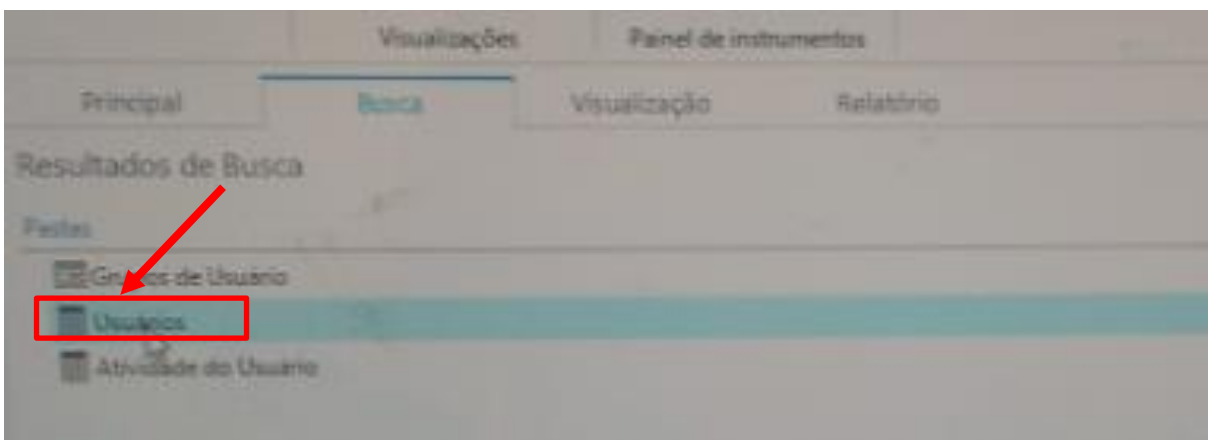 Visualizações Painel de instrumentos
Principal Busca Visualização Relatório
Resultados de Busca
Pastas
Grupos de Usuário
Usuários
Atividade do Usuário